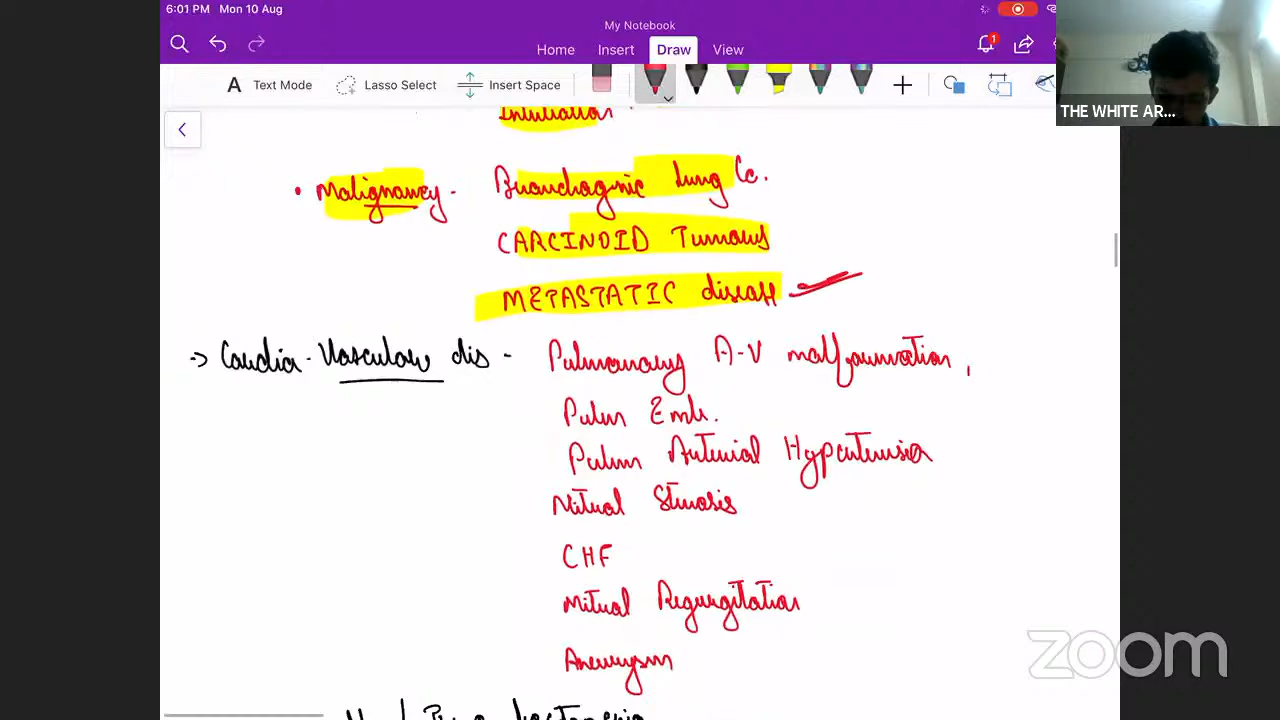 6:01 PM Mon 10 Aug
My Notebook
Home Insert Draw View
1
A Text Mode Lasso Select Insert Space
THE WHITE AR...
Intubation
• Malignancy - Bronchogenic Lung Ca.
CARCINOID Tumours
METASTATIC disease
→ Cardio-Vascular dis - Pulmonary A-V malformation,
Pulm Emb.
Pulm Arterial Hypertension
Mitral Stenosis
CHF
Mitral Regurgitation
Aneurysm
zoom